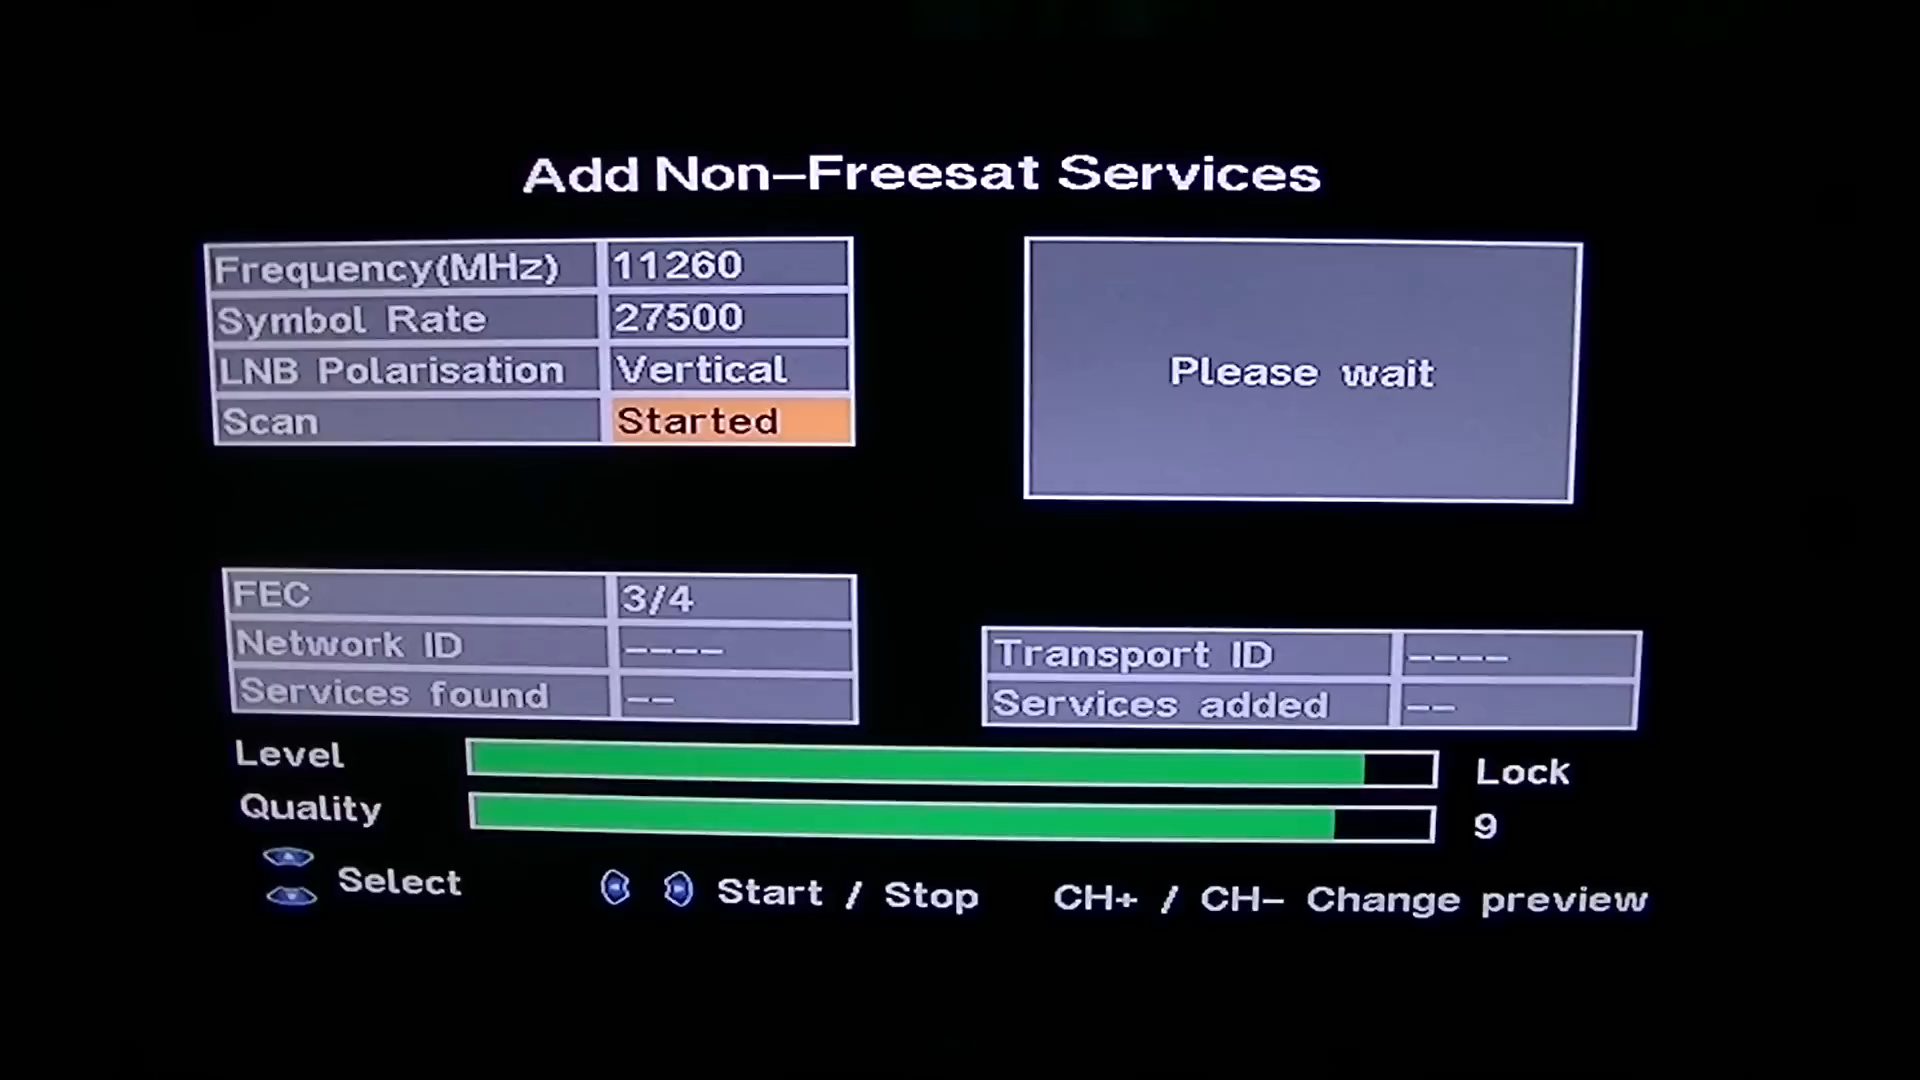 Add Non-Freesat Services
Frequency(MHz) 11260
Symbol Rate 27500
LNB Polarisation Vertical
Scan Started
Please wait
FEC 3/4
Network ID ----
Services found --
Transport ID ----
Services added --
Level Lock
Quality 9
Select Start / Stop CH+ / CH- Change preview